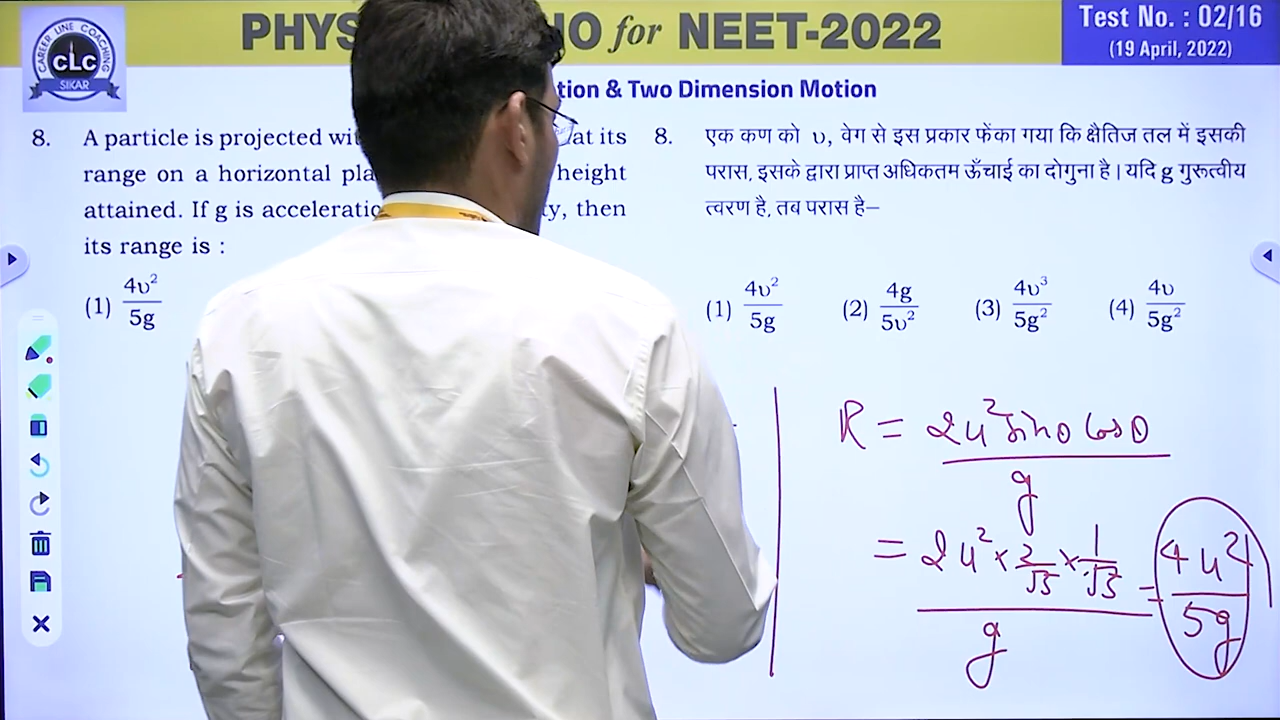 PHYS IO for NEET-2022
Test No. : 02/16
(19 April, 2022)
CAREER LINE COACHING
CLC
SIKAR
tion & Two Dimension Motion
8. A particle is projected wit at its
range on a horizontal pla height
attained. If g is acceleratio ty, then
its range is :
(1) 4υ²/5g
8. एक कण को υ, वेग से इस प्रकार फेंका गया कि क्षैतिज तल में इसकी
परास, इसके द्वारा प्राप्त अधिकतम ऊँचाई का दोगुना है। यदि g गुरूत्वीय
त्वरण है, तब परास है–
(1) 4υ²/5g (2) 4g/5υ² (3) 4υ³/5g² (4) 4υ/5g²
R = 2u² sinθ cosθ / g
= 2u² × 2/√5 × 1/√5 / g = 4u²/5g